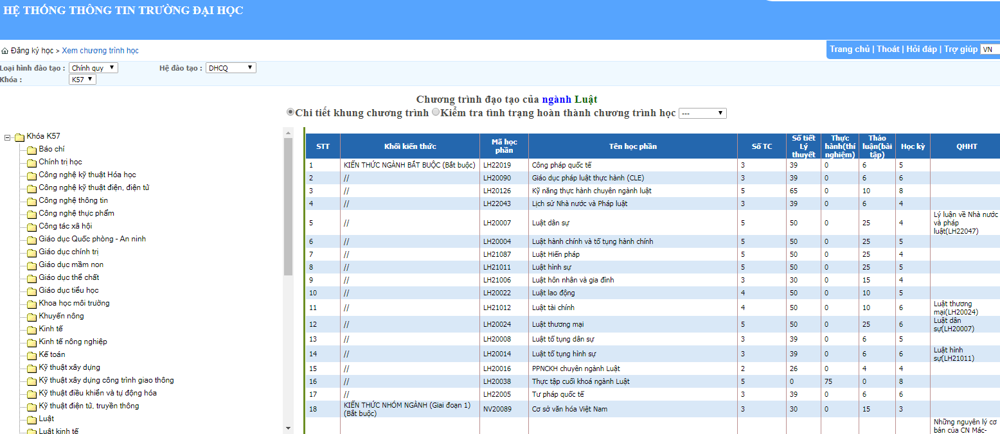 HỆ THỐNG THÔNG TIN TRƯỜNG ĐẠI HỌC
Đăng ký học > Xem chương trình học
Trang chủ | Thoát | Hỏi đáp | Trợ giúp VN
Loại hình đào tạo : Chính quy Hệ đào tạo : DHCQ
Khóa : K57
Chương trình đạo tạo của ngành Luật
Chi tiết khung chương trình Kiểm tra tình trạng hoàn thành chương trình học ---
Khóa K57
Báo chí
Chính trị học
Công nghệ kỹ thuật Hóa học
Công nghệ kỹ thuật điện, điện tử
Công nghệ thông tin
Công nghệ thực phẩm
Công tác xã hội
Giáo dục Quốc phòng - An ninh
Giáo dục chính trị
Giáo dục mầm non
Giáo dục thể chất
Giáo dục tiểu học
Khoa học môi trường
Khuyến nông
Kinh tế
Kinh tế nông nghiệp
Kế toán
Kỹ thuật xây dựng
Kỹ thuật xây dựng công trình giao thông
Kỹ thuật điều khiển và tự động hóa
Kỹ thuật điện tử, truyền thông
Luật
Luật kinh tế
STT Khối kiến thức Mã học phần Tên học phần Số TC Số tiết Lý thuyết Thực hành(thí nghiệm) Thảo luận(bài tập) Học kỳ QHHT
1 KIẾN THỨC NGÀNH BẮT BUỘC (Bắt buộc) LH22019 Công pháp quốc tế 3 39 0 6 5
2 // LH20090 Giáo dục pháp luật thực hành (CLE) 3 39 0 6 6
3 // LH20126 Kỹ năng thực hành chuyên ngành luật 5 65 0 10 8
4 // LH22043 Lịch sử Nhà nước và Pháp luật 3 39 0 6 4
5 // LH20007 Luật dân sự 5 50 0 25 4 Lý luận về Nhà nước và pháp luật(LH22047)
6 // LH20004 Luật hành chính và tố tụng hành chính 5 50 0 25 5
7 // LH21087 Luật Hiến pháp 5 50 0 25 4
8 // LH21011 Luật hình sự 5 50 0 25 5
9 // LH21006 Luật hôn nhân và gia đình 3 30 0 15 4
10 // LH20022 Luật lao động 4 50 0 10 5
11 // LH21012 Luật tài chính 4 50 0 10 6 Luật thương mại(LH20024)
12 // LH20024 Luật thương mại 5 50 0 25 6 Luật dân sự(LH20007)
13 // LH20008 Luật tố tụng dân sự 3 39 0 6 5
14 // LH20014 Luật tố tụng hình sự 3 39 0 6 6 Luật hình sự(LH21011)
15 // LH20016 PPNCKH chuyên ngành Luật 2 26 0 4 4
16 // LH20038 Thực tập cuối khoá ngành Luật 5 0 75 0 8
17 // LH22005 Tư pháp quốc tế 3 39 0 6 6
18 KIẾN THỨC NHÓM NGÀNH (Giai đoạn 1) (Bắt buộc) NV20089 Cơ sở văn hóa Việt Nam 3 30 0 15 3
Những nguyên lý cơ
bản của CN Mác-